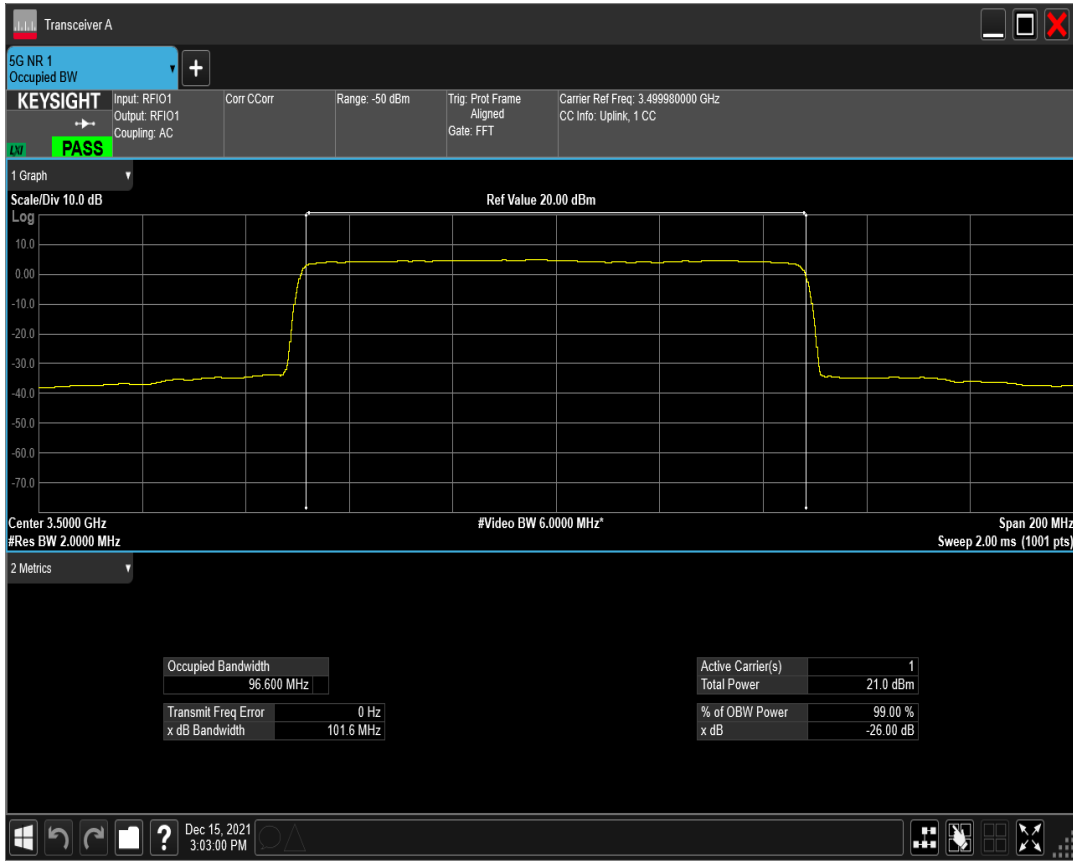 Transceiver A
5G NR 1
Occupied BW
KEYSIGHT
LXI
PASS
Input: RFIO1
Output: RFIO1
Coupling: AC
Corr CCorr
Range: -50 dBm
Trig: Prot Frame
Aligned
Gate: FFT
Carrier Ref Freq: 3.499980000 GHz
CC Info: Uplink, 1 CC
1 Graph
Scale/Div 10.0 dB
Ref Value 20.00 dBm
Log
10.0
0.00
-10.0
-20.0
-30.0
-40.0
-50.0
-60.0
-70.0
Center 3.5000 GHz
#Video BW 6.0000 MHz*
Span 200 MHz
#Res BW 2.0000 MHz
Sweep 2.00 ms (1001 pts)
2 Metrics
Occupied Bandwidth
96.600 MHz
Transmit Freq Error 0 Hz
x dB Bandwidth 101.6 MHz
Active Carrier(s) 1
Total Power 21.0 dBm
% of OBW Power 99.00 %
x dB -26.00 dB
Dec 15, 2021
3:03:00 PM